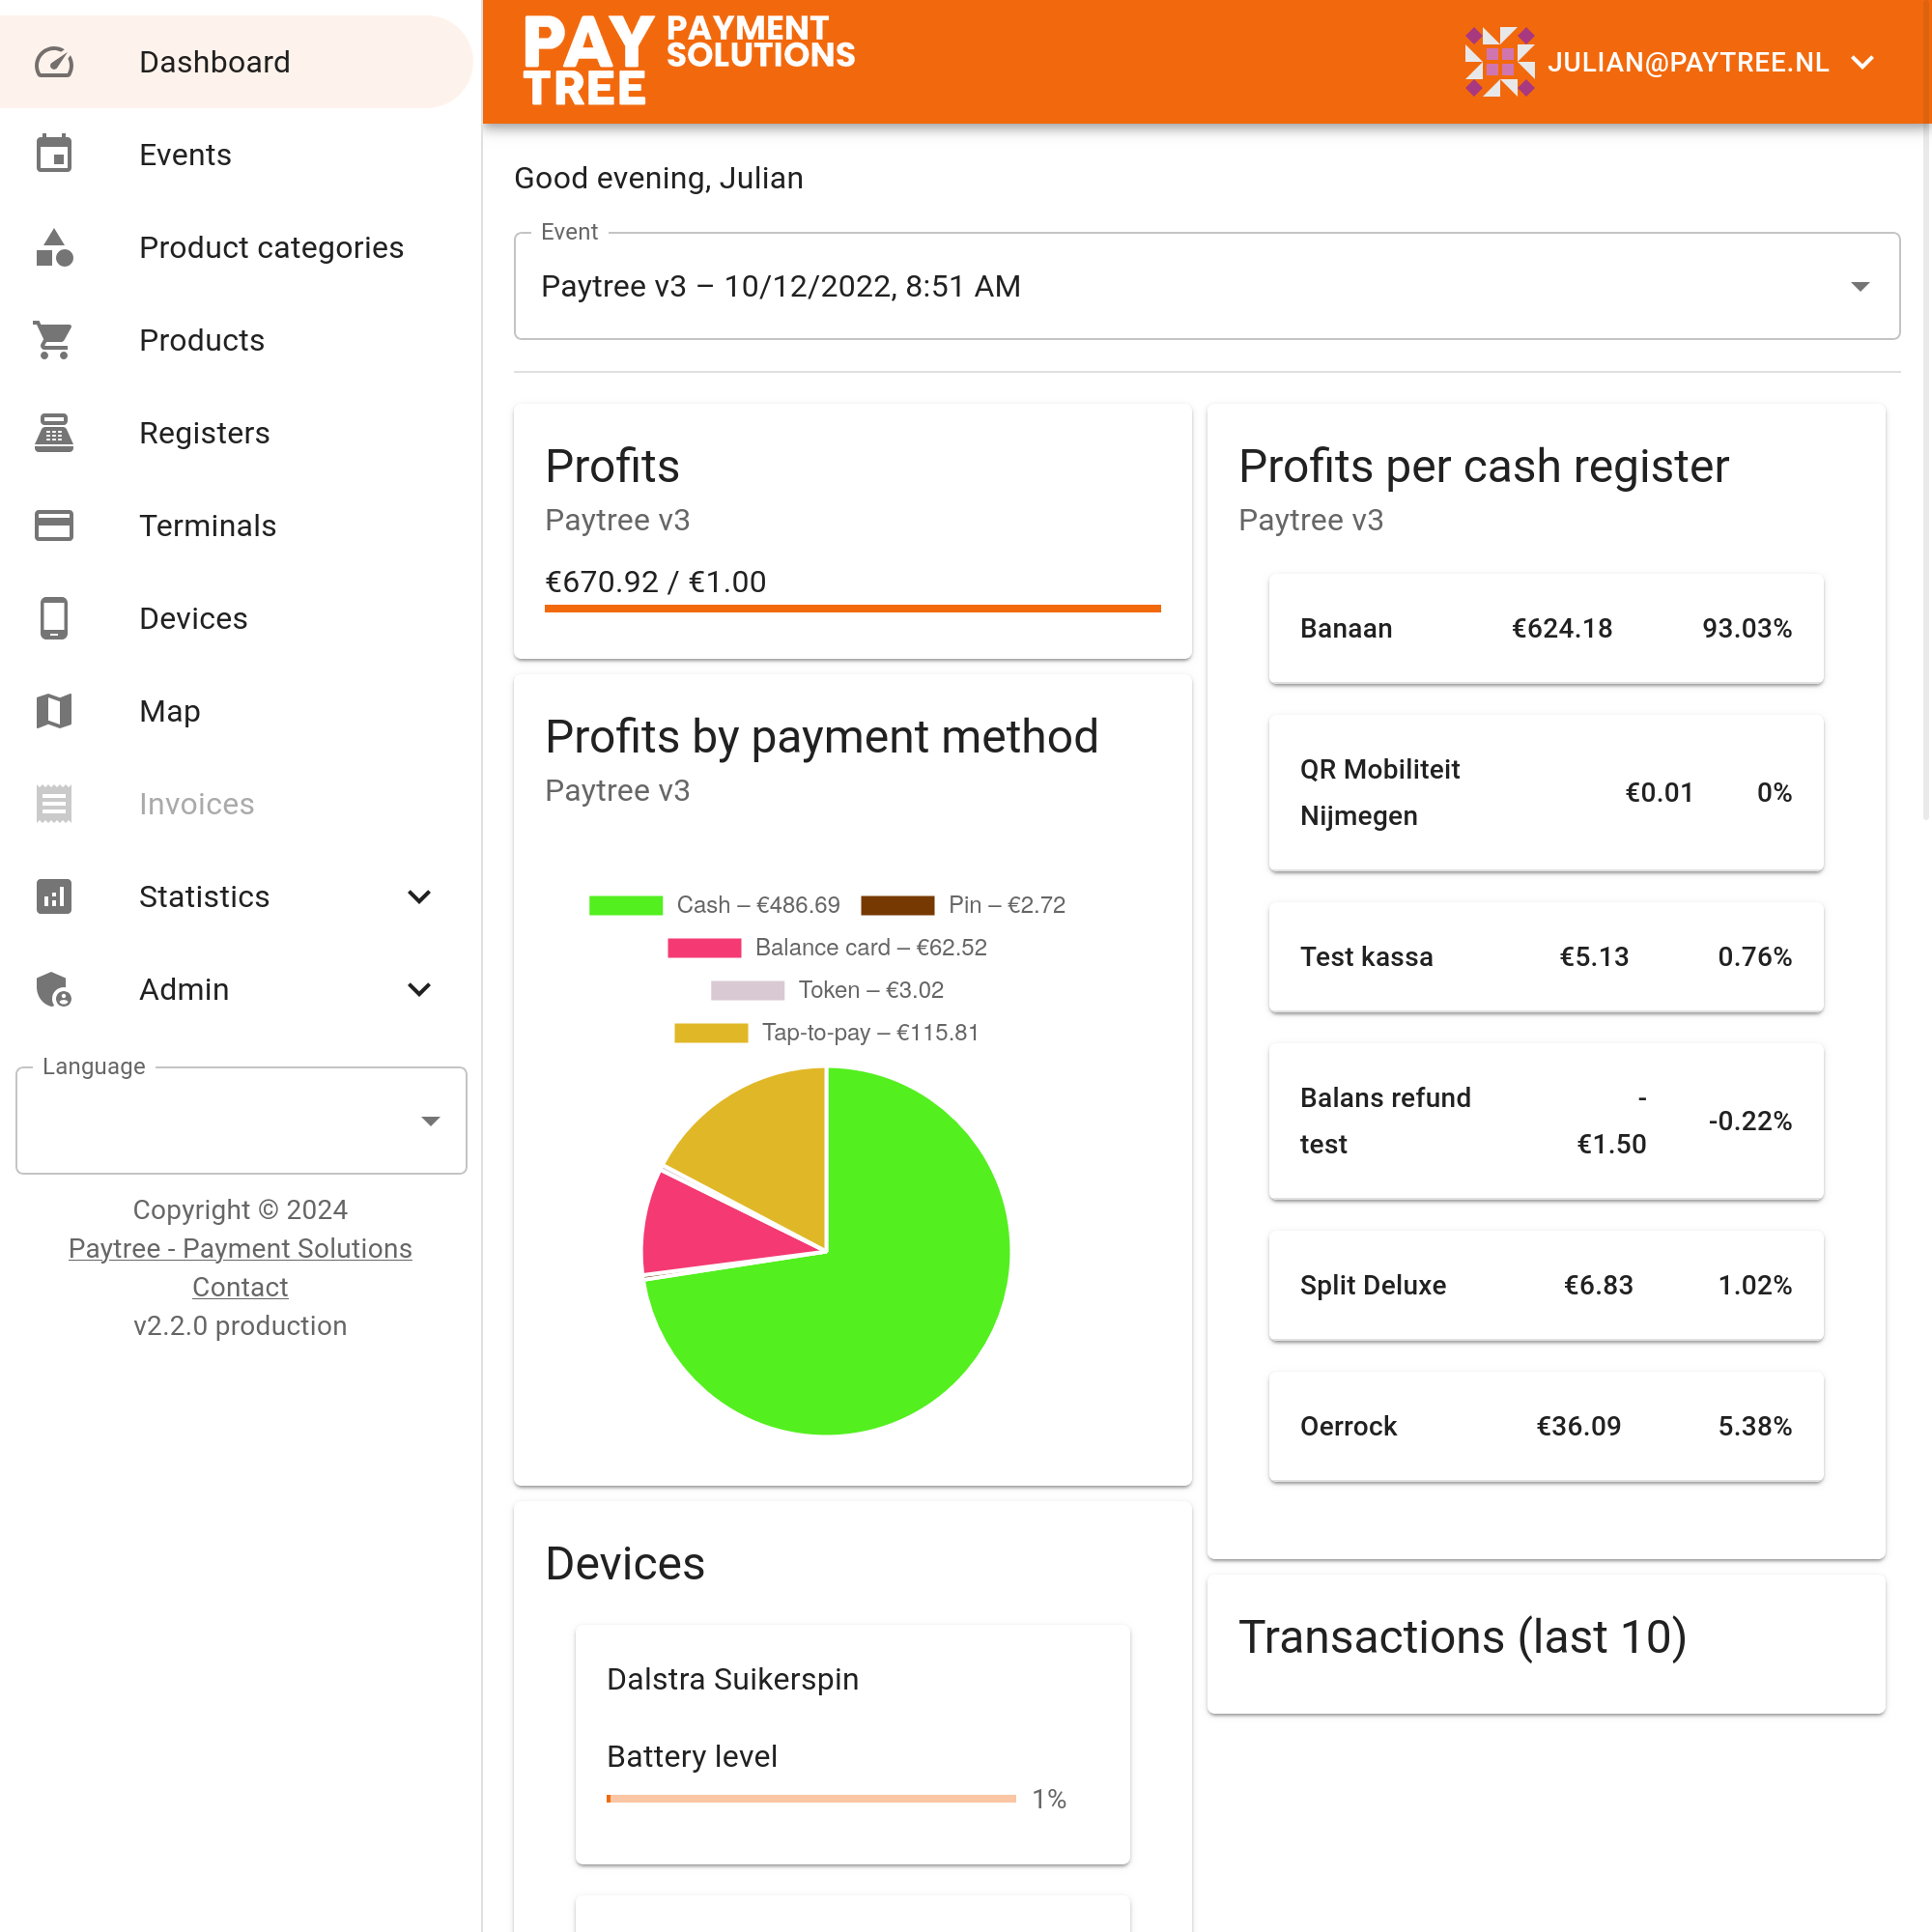 Dashboard
Events
Product categories
Products
Registers
Terminals
Devices
Map
Invoices
Statistics
Admin
Language
Copyright © 2024
Paytree - Payment Solutions
Contact
v2.2.0 production
PAY TREE
PAYMENT
SOLUTIONS
JULIAN@PAYTREE.NL
Good evening, Julian
Event
Paytree v3 – 10/12/2022, 8:51 AM
Profits
Paytree v3
€670.92 / €1.00
Profits by payment method
Paytree v3
Cash – €486.69 Pin – €2.72
Balance card – €62.52
Token – €3.02
Tap-to-pay – €115.81
Devices
Dalstra Suikerspin
Battery level
1%
Profits per cash register
Paytree v3
Banaan €624.18 93.03%
QR Mobiliteit
Nijmegen €0.01 0%
Test kassa €5.13 0.76%
Balans refund
test -
€1.50 -0.22%
Split Deluxe €6.83 1.02%
Oerrock €36.09 5.38%
Transactions (last 10)